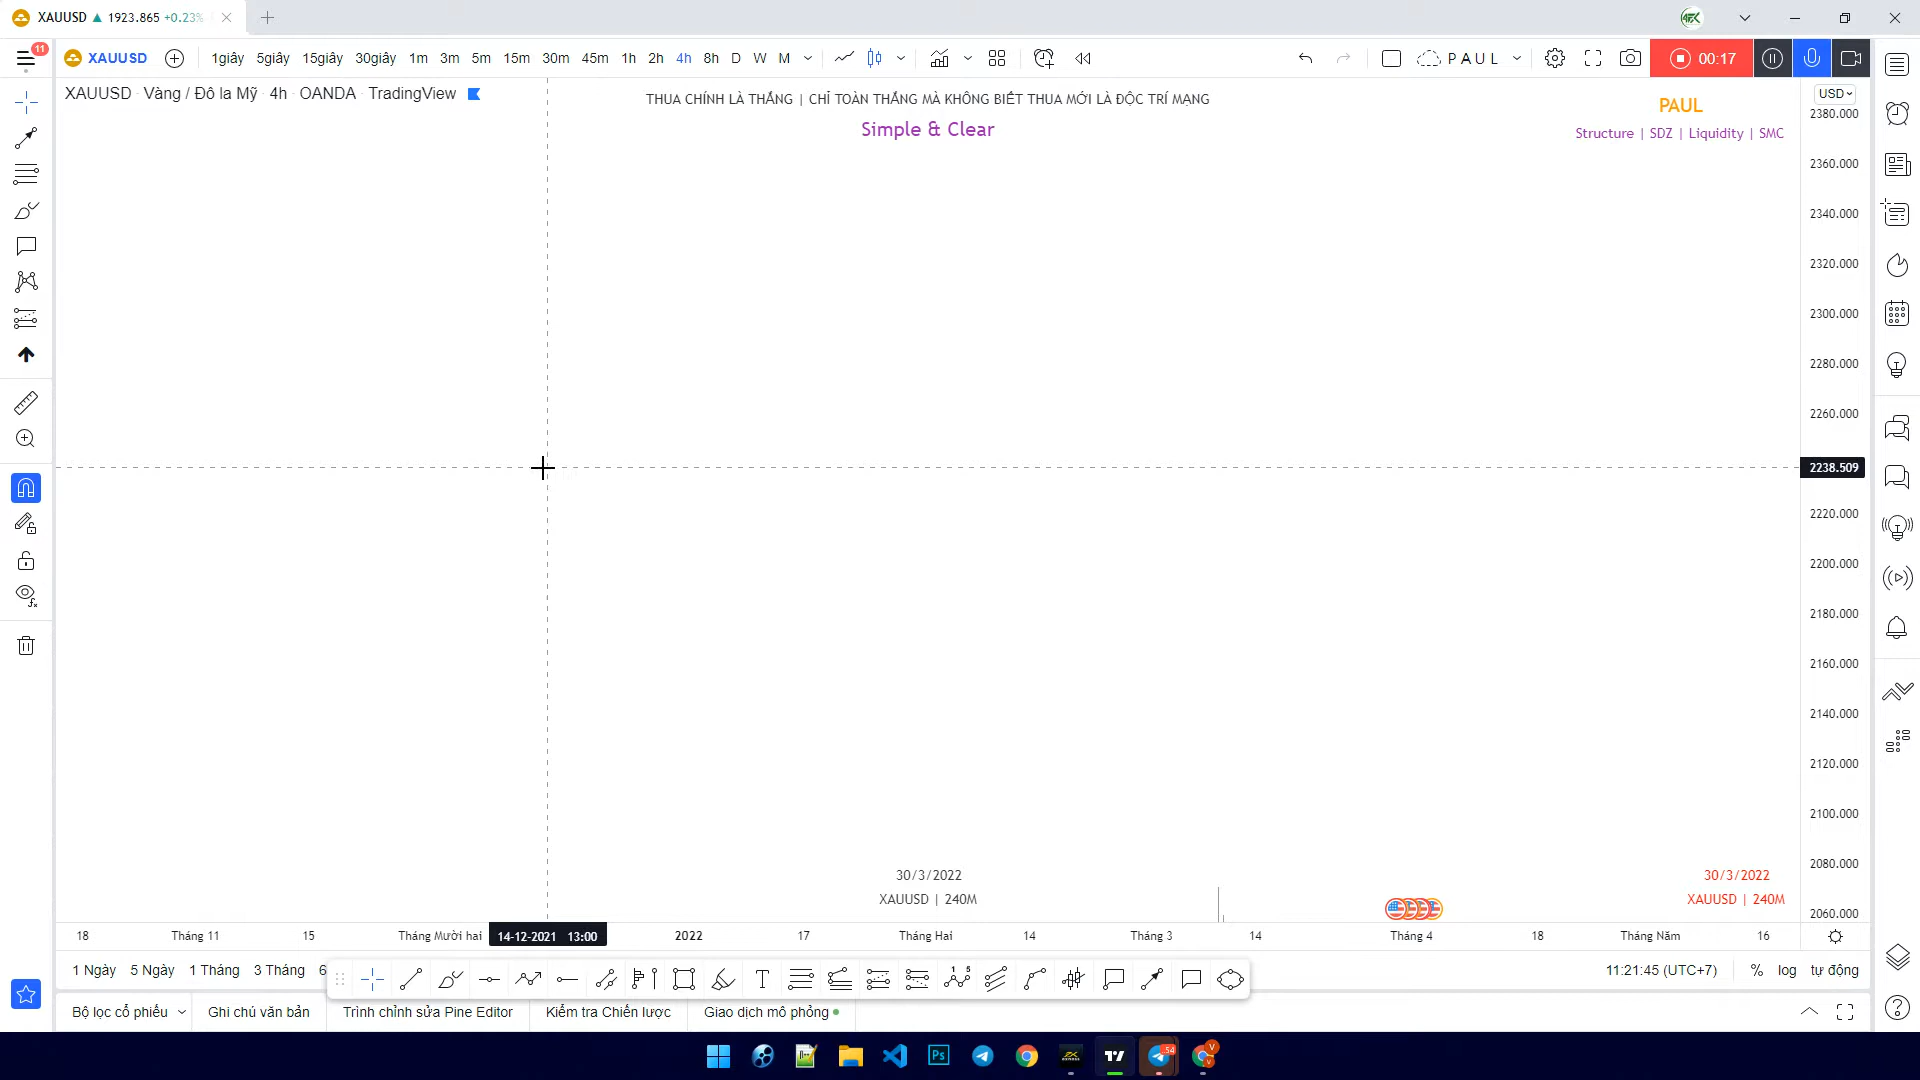 XAUUSD ▲ 1923.865 +0.23%
11
XAUUSD 1giây 5giây 15giây 30giây 1m 3m 5m 15m 30m 45m 1h 2h 4h 8h D W M PAUL 00:17
XAUUSD · Vàng / Đô la Mỹ · 4h · OANDA · TradingView
THUA CHÍNH LÀ THẮNG | CHỈ TOÀN THẮNG MÀ KHÔNG BIẾT THUA MỚI LÀ ĐỘC TRÍ MẠNG
Simple & Clear
PAUL
Structure | SDZ | Liquidity | SMC
USD
2380.000
2360.000
2340.000
2320.000
2300.000
2280.000
2260.000
2238.509
2220.000
2200.000
2180.000
2160.000
2140.000
2120.000
2100.000
2080.000
2060.000
30/3/2022
XAUUSD | 240M
30/3/2022
XAUUSD | 240M
18 Tháng 11 15 Tháng Mười hai 14-12-2021 13:00 2022 17 Tháng Hai 14 Tháng 3 14 Tháng 4 18 Tháng Năm 16
1 Ngày 5 Ngày 1 Tháng 3 Tháng 6 11:21:45 (UTC+7) % log tự động
Bộ lọc cổ phiếu Ghi chú văn bản Trình chỉnh sửa Pine Editor Kiểm tra Chiến lược Giao dịch mô phỏng
Ps
54
V